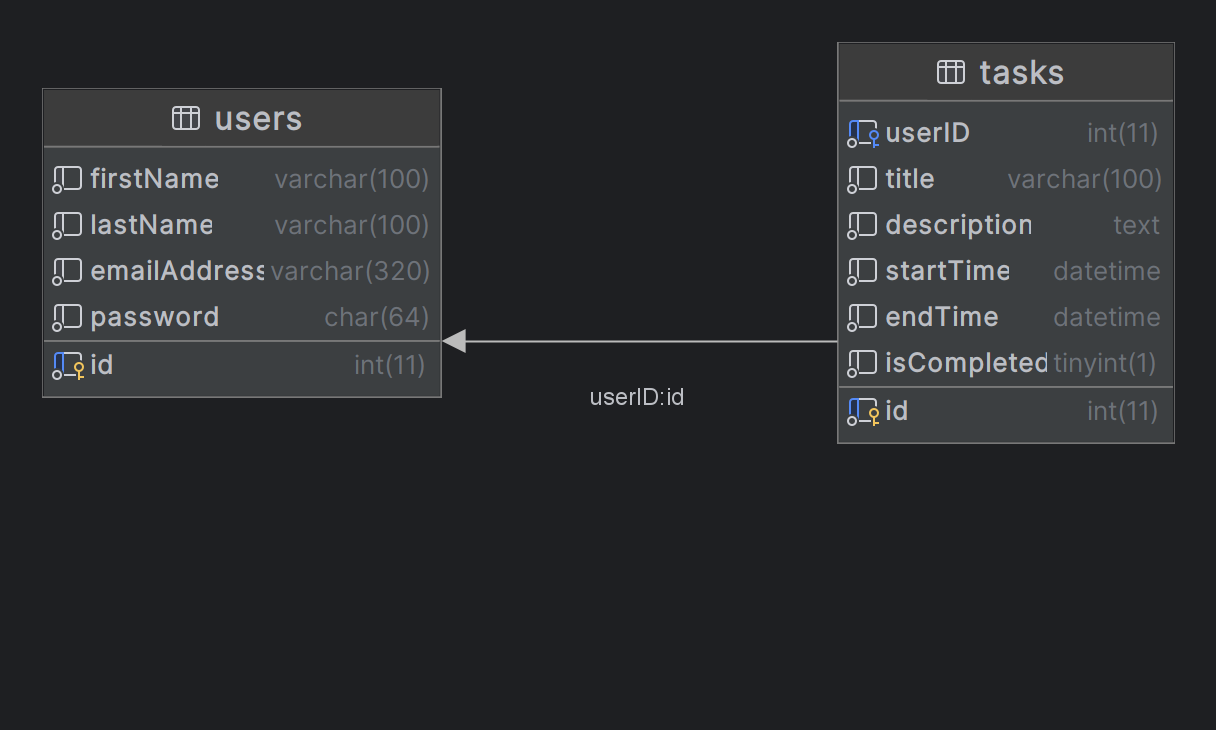 users
firstName varchar(100)
lastName varchar(100)
emailAddress varchar(320)
password char(64)
id int(11)
userID:id
tasks
userID int(11)
title varchar(100)
description text
startTime datetime
endTime datetime
isCompleted tinyint(1)
id int(11)